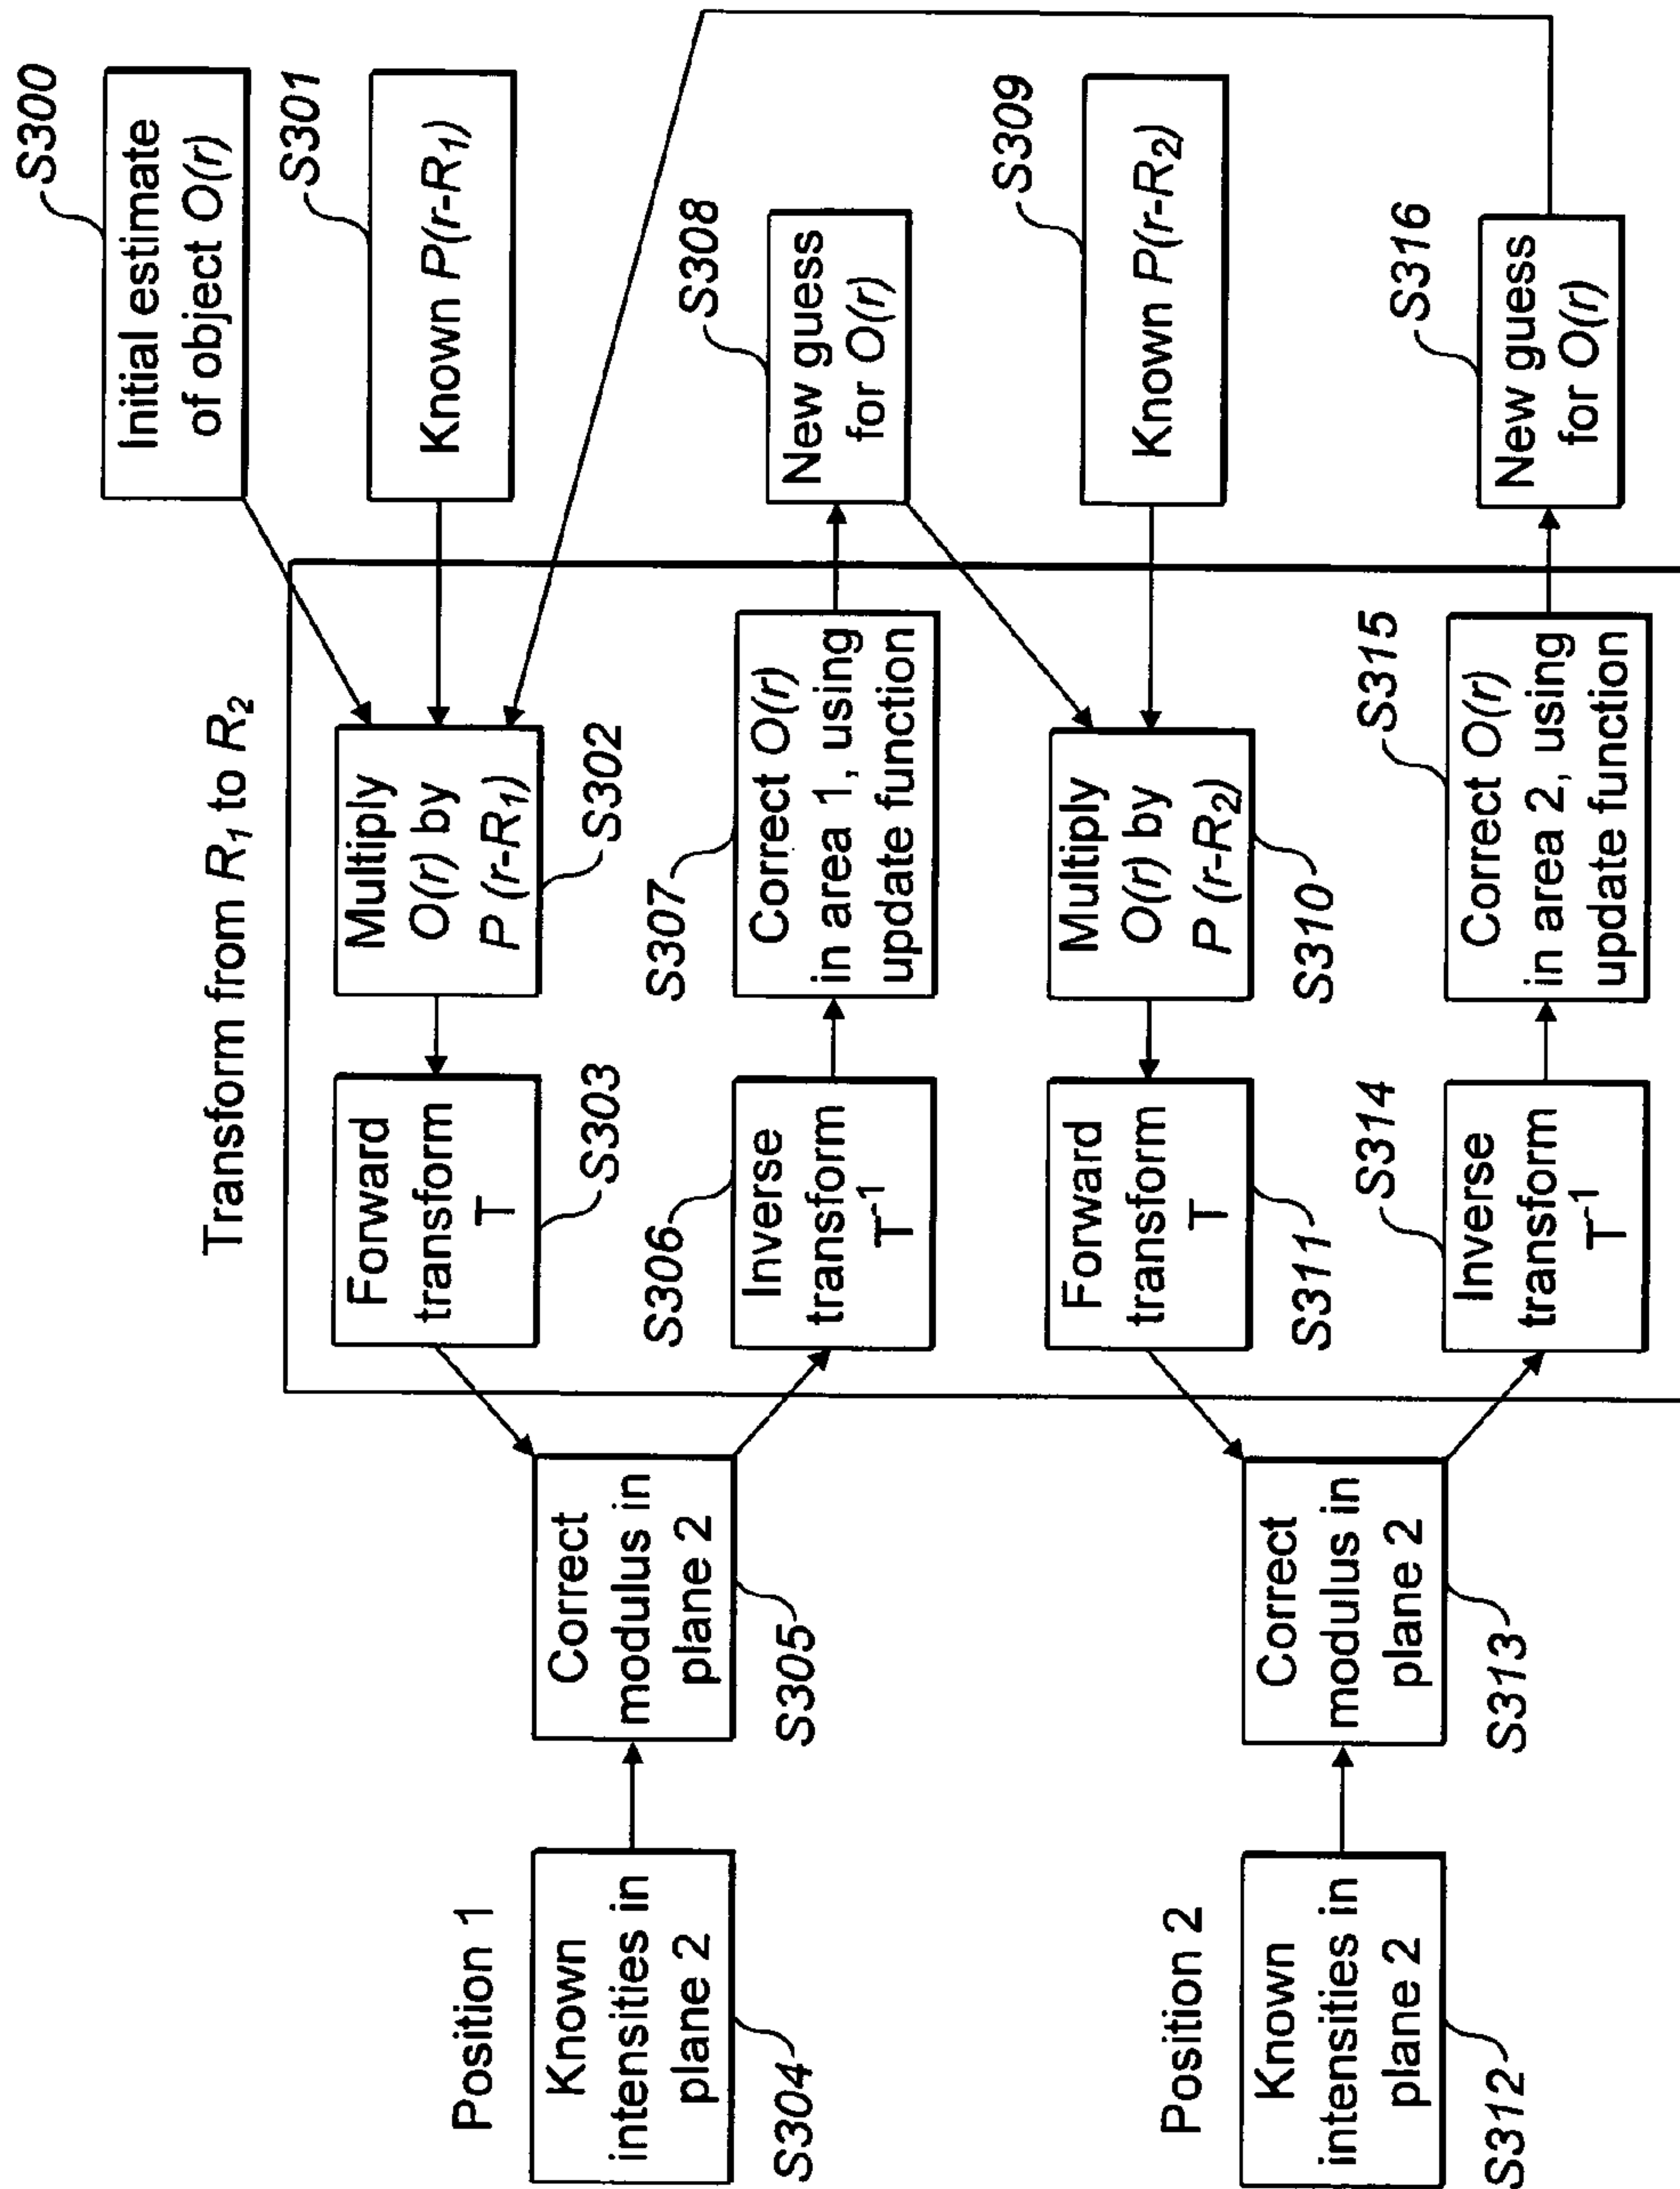 Transform from R₁ to R₂
S300
Initial estimate
of object O(r)
S301
Known P(r-R₁)
Multiply
O(r) by
P (r-R₁)
S302
Forward
transform
T
S303
Position 1
Known
intensities in
plane 2
S304
Correct
modulus in
plane 2
S305
S306
Inverse
transform
T⁻¹
S307
Correct O(r)
in area 1, using
update function
S308
New guess
for O(r)
S309
Known P(r-R₂)
Multiply
O(r) by
P (r-R₂)
S310
Forward
transform
T
S311
Position 2
Known
intensities in
plane 2
S312
Correct
modulus in
plane 2
S313
S314
Inverse
transform
T⁻¹
S315
Correct O(r)
in area 2, using
update function
S316
New guess
for O(r)